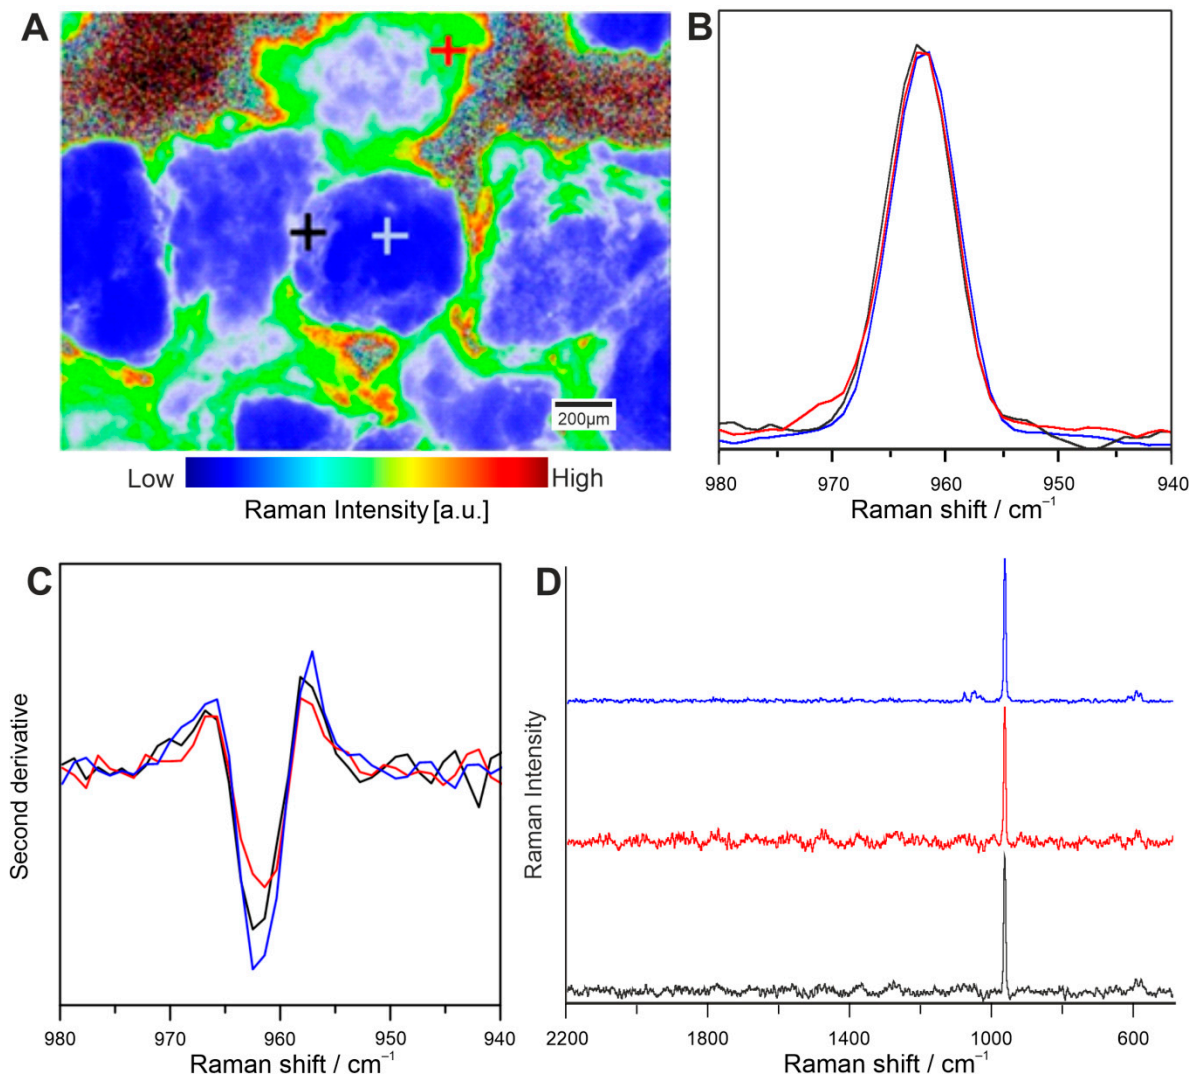 A
200μm
Low
High
Raman Intensity[a.u.]
B
980
970
960
950
940
Raman shift / cm⁻¹
C
Second derivative
980
970
960
950
940
Raman shift / cm⁻¹
D
Raman Intensity
2200
1800
1400
1000
600
Raman shift / cm⁻¹